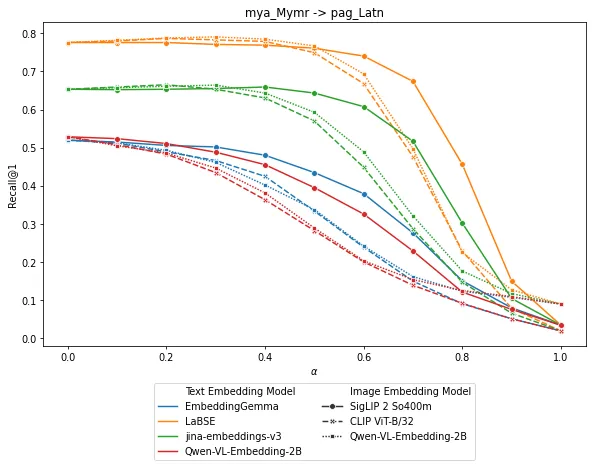 mya_Mymr -> pag_Latn
0.8
0.7
0.6
0.5
0.4
0.3
0.2
0.1
0.0
Recall@1
0.0 0.2 0.4 0.6 0.8 1.0
α
Text Embedding Model Image Embedding Model
EmbeddingGemma SigLIP 2 So400m
LaBSE CLIP ViT-B/32
jina-embeddings-v3 Qwen-VL-Embedding-2B
Qwen-VL-Embedding-2B